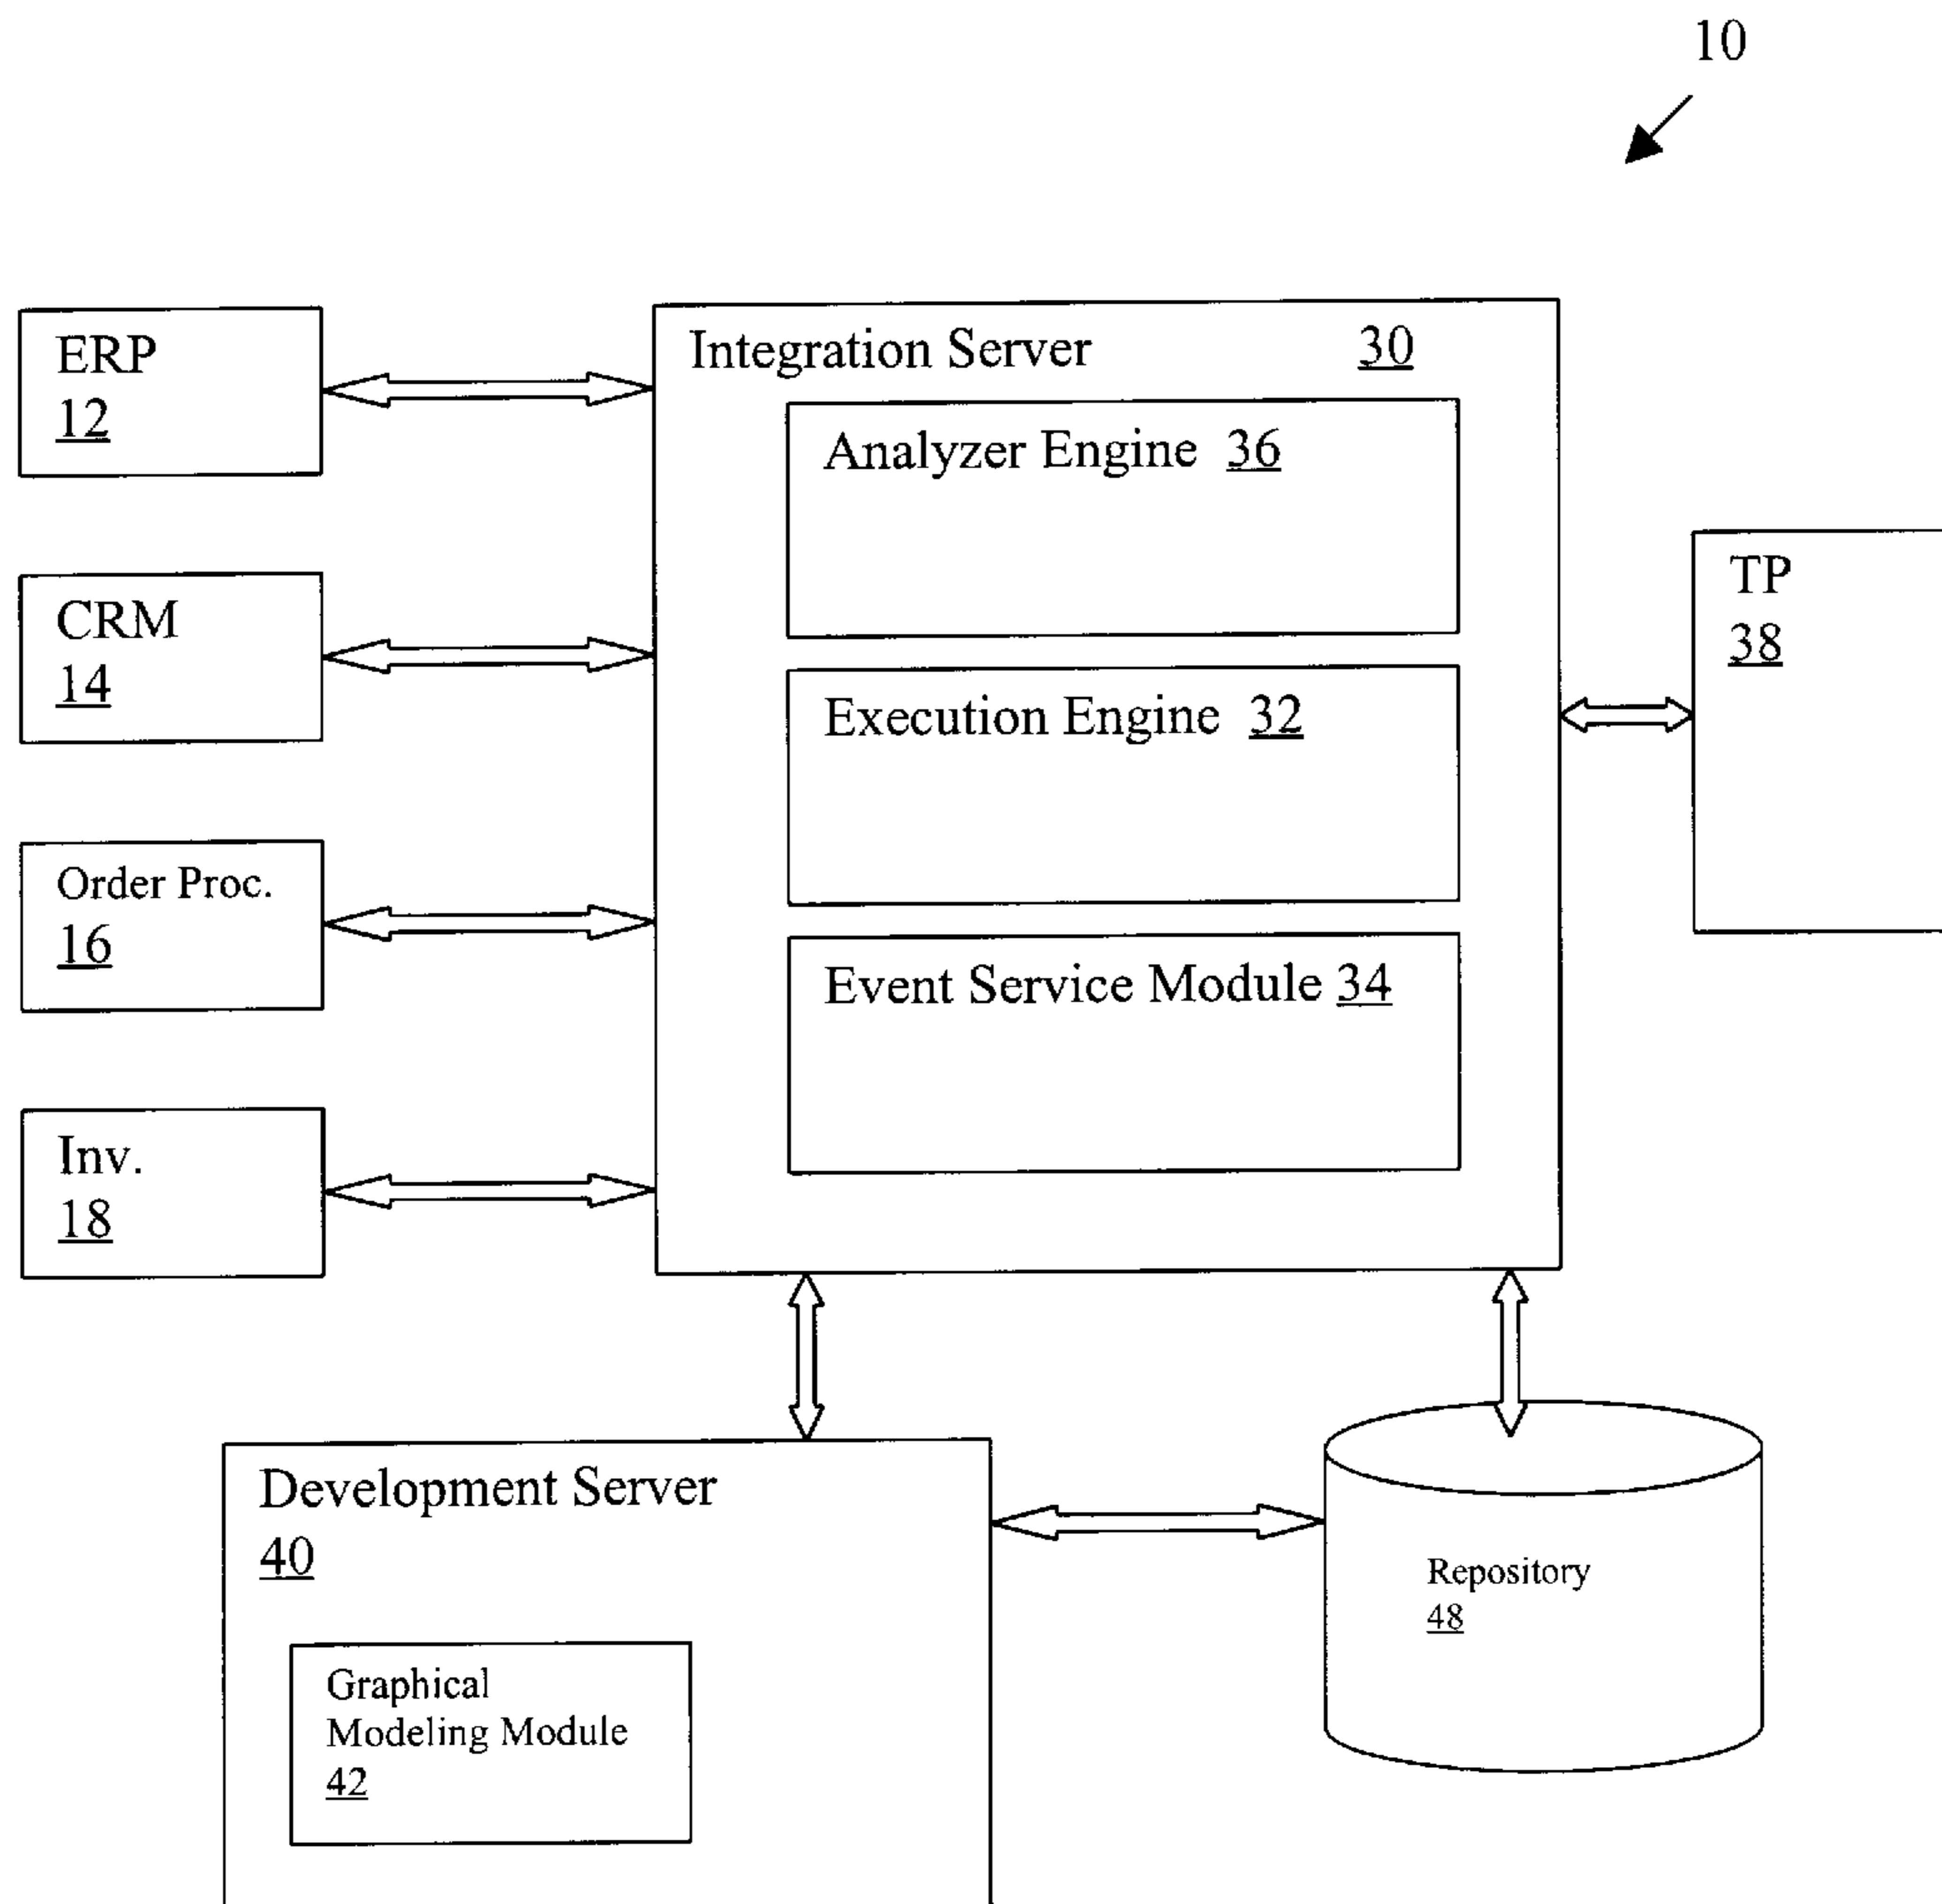 10
ERP
12
Integration Server 30
Analyzer Engine 36
CRM
14
Execution Engine 32
TP
38
Order Proc.
16
Event Service Module 34
Inv.
18
Development Server
40
Graphical
Modeling Module
42
Repository
48